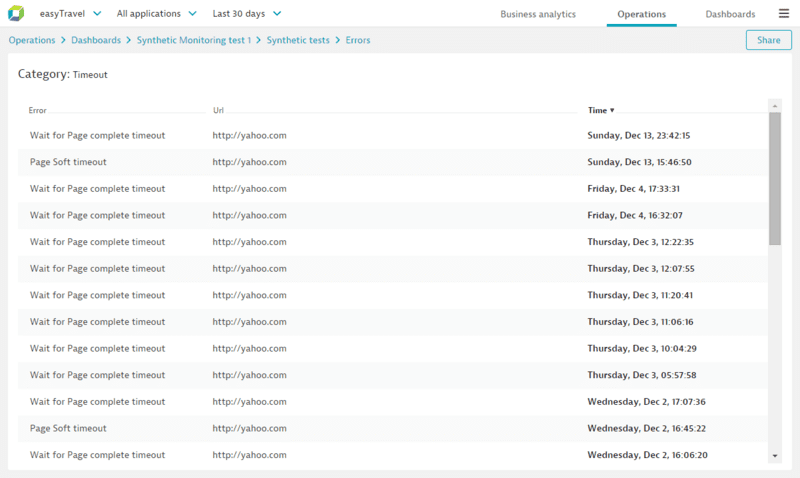 easyTravel All applications Last 30 days Business analytics Operations Dashboards
Operations > Dashboards > Synthetic Monitoring test 1 > Synthetic tests > Errors Share
Category: Timeout
Error Url Time ▼
Wait for Page complete timeout http://yahoo.com Sunday, Dec 13, 23:42:15
Page Soft timeout http://yahoo.com Sunday, Dec 13, 15:46:50
Wait for Page complete timeout http://yahoo.com Friday, Dec 4, 17:33:31
Wait for Page complete timeout http://yahoo.com Friday, Dec 4, 16:32:07
Wait for Page complete timeout http://yahoo.com Thursday, Dec 3, 12:22:35
Wait for Page complete timeout http://yahoo.com Thursday, Dec 3, 12:07:55
Wait for Page complete timeout http://yahoo.com Thursday, Dec 3, 11:20:41
Wait for Page complete timeout http://yahoo.com Thursday, Dec 3, 11:06:16
Wait for Page complete timeout http://yahoo.com Thursday, Dec 3, 10:04:29
Wait for Page complete timeout http://yahoo.com Thursday, Dec 3, 05:57:58
Wait for Page complete timeout http://yahoo.com Wednesday, Dec 2, 17:07:36
Page Soft timeout http://yahoo.com Wednesday, Dec 2, 16:45:22
Wait for Page complete timeout http://yahoo.com Wednesday, Dec 2, 16:06:20